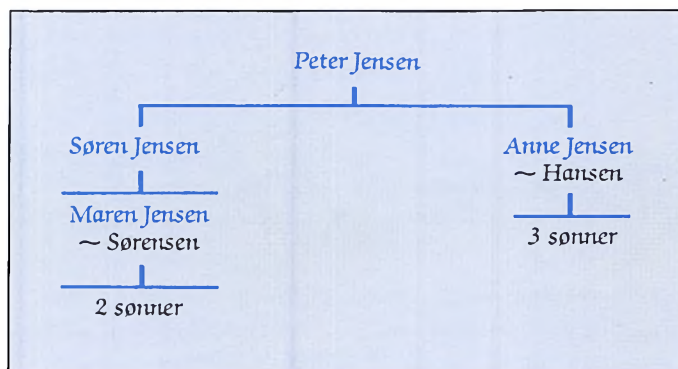 Peter Jensen
Søren Jensen
Anne Jensen
~ Hansen
Maren Jensen
~ Sørensen
3 sønner
2 sønner